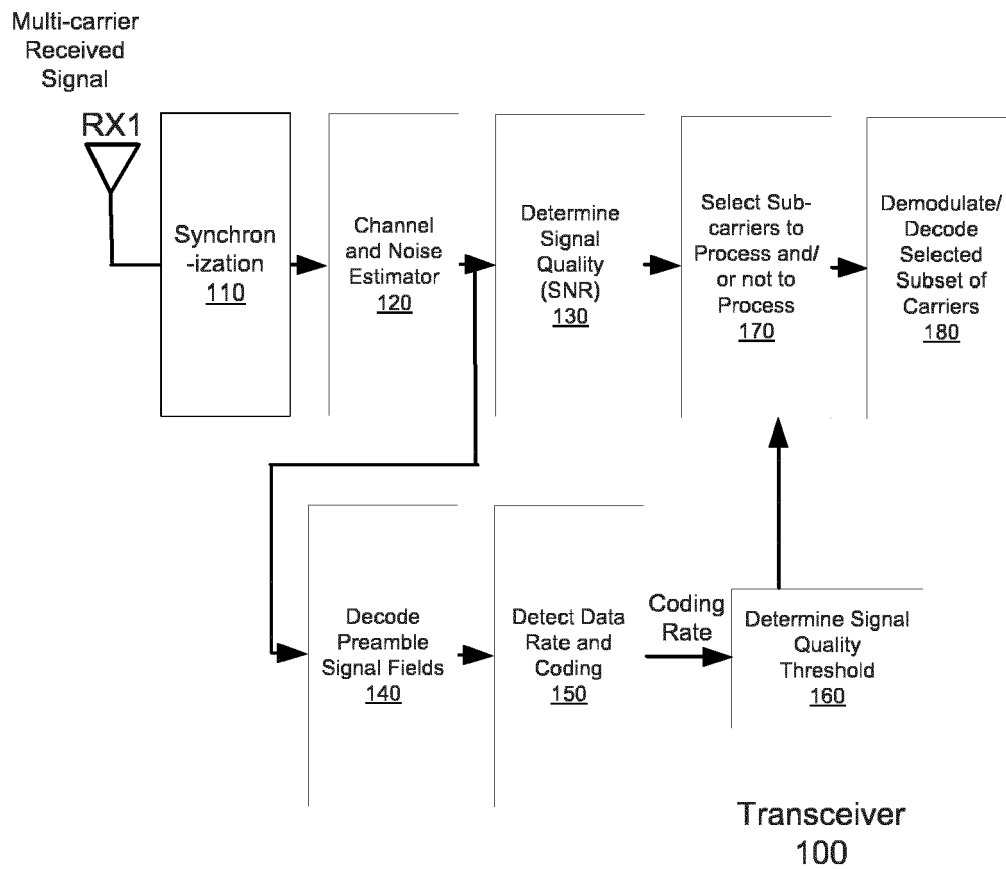 Multi-carrier
Received
Signal
RX1
Synchron
-ization
110
Channel
and Noise
Estimator
120
Determine
Signal
Quality
(SNR)
130
Select Sub-
carriers to
Process and/
or not to
Process
170
Demodulate/
Decode
Selected
Subset of
Carriers
180
Decode
Preamble
Signal Fields
140
Detect Data
Rate and
Coding
150
Coding
Rate
Determine Signal
Quality
Threshold
160
Transceiver
100